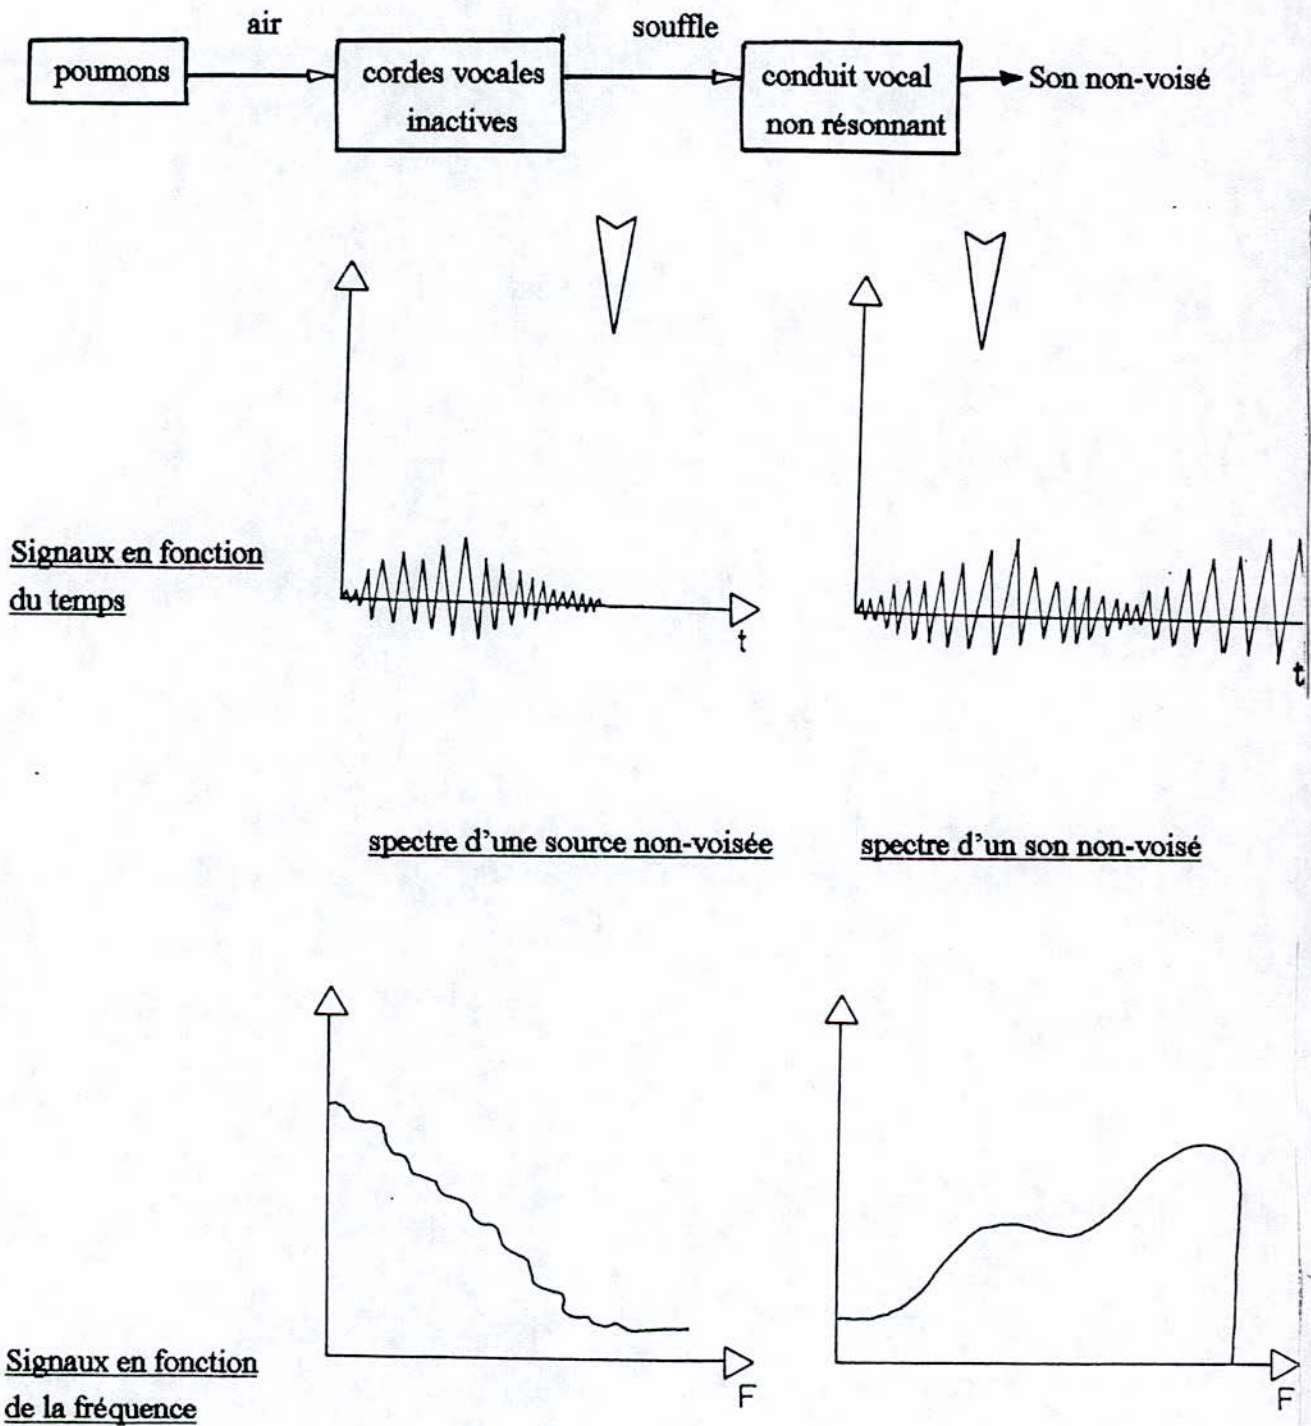 air
souffle
poumons
cordes vocales
inactives
conduit vocal
non résonnant
Son non-voisé
Signaux en fonction
du temps
t
t
spectre d'une source non-voisée
spectre d'un son non-voisé
Signaux en fonction
de la fréquence
F
F